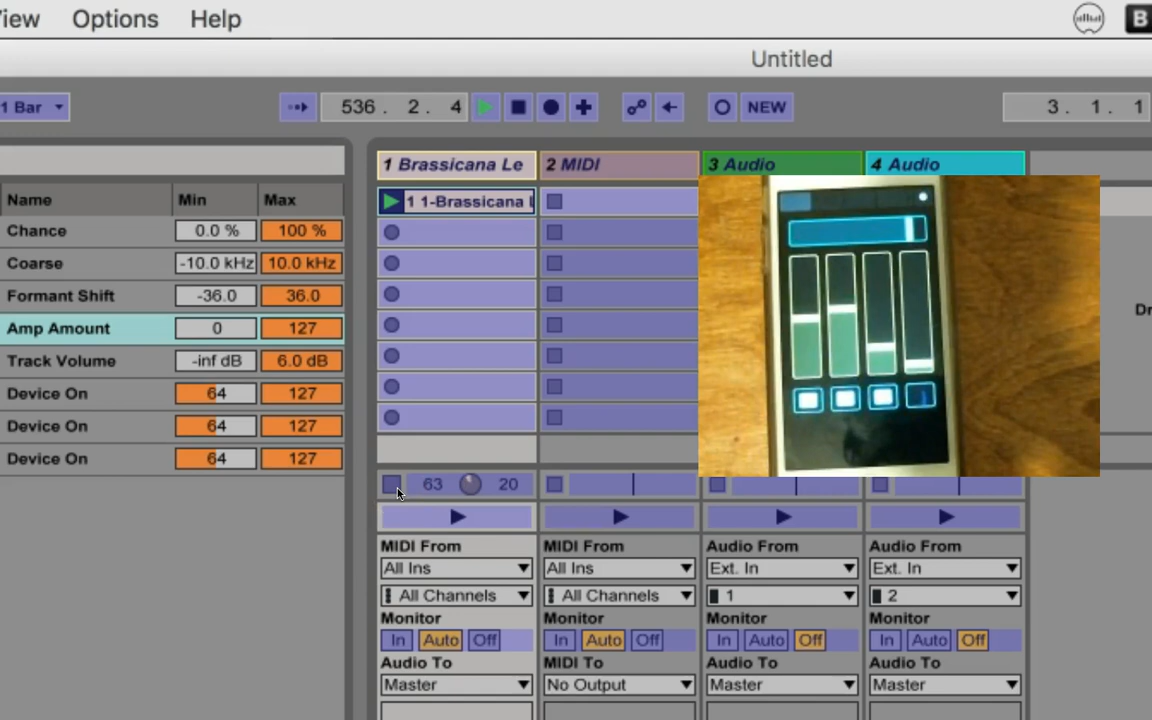 View Options Help
Untitled
1 Bar 536 . 2 . 4 NEW 3 . 1 . 1
1 Brassicana Le 2 MIDI 3 Audio 4 Audio
Name Min Max
1 1-Brassicana
Chance 0.0 % 100 %
Coarse -10.0 kHz 10.0 kHz
Formant Shift -36.0 36.0
Dr
Amp Amount 0 127
Track Volume -inf dB 6.0 dB
Device On 64 127
Device On 64 127
Device On 64 127
63 20
MIDI From MIDI From Audio From Audio From
All Ins All Ins Ext. In Ext. In
All Channels All Channels 1 2
Monitor Monitor Monitor Monitor
In Auto Off In Auto Off In Auto Off In Auto Off
Audio To MIDI To Audio To Audio To
Master No Output Master Master